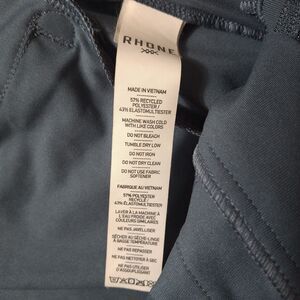 RHONE
MADE IN VIETNAM
57% RECYCLED
POLYESTER /
43% ELASTOMULTIESTER
MACHINE WASH COLD
WITH LIKE COLORS
DO NOT BLEACH
TUMBLE DRY LOW
DO NOT IRON
DO NOT DRY CLEAN
DO NOT USE FABRIC
SOFTENER
FABRIQUÉ AU VIETNAM
57% POLYESTER
RECYCLÉ /
43% ELASTOMULTIESTER
LAVER À LA MACHINE À
L'EAU FROIDE AVEC
COULEURS SIMILAIRES
NE PAS JAVELLISER
SÉCHER AU SÈCHE-LINGE
À BASSE TEMPÉRATURE
NE PAS REPASSER
NE PAS NETTOYER À SEC
NE PAS UTILISER
D'ASSOUPLISSANT